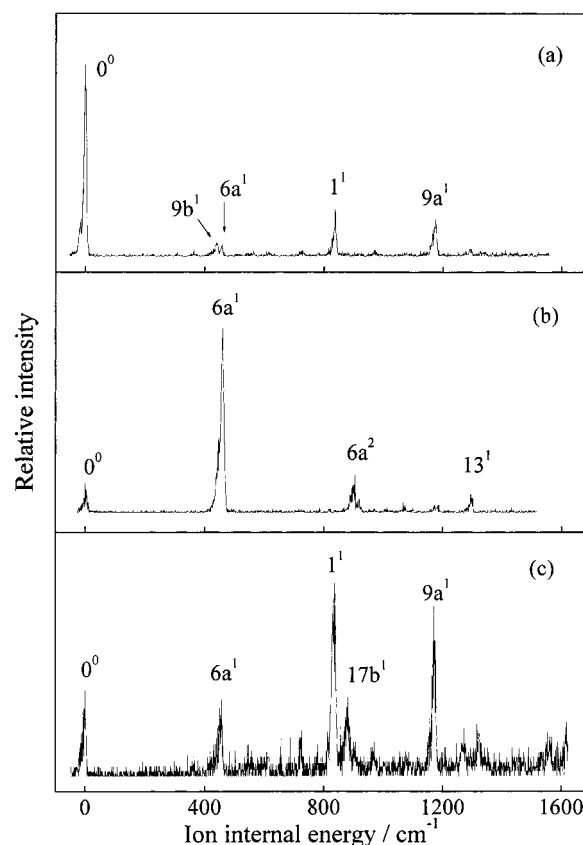 (a)
0⁰
9b¹
6a¹
1¹
9a¹
(b)
6a¹
0⁰
6a²
13¹
(c)
1¹
9a¹
0⁰
6a¹
17b¹
Relative intensity
0 400 800 1200 1600
Ion internal energy / cm⁻¹